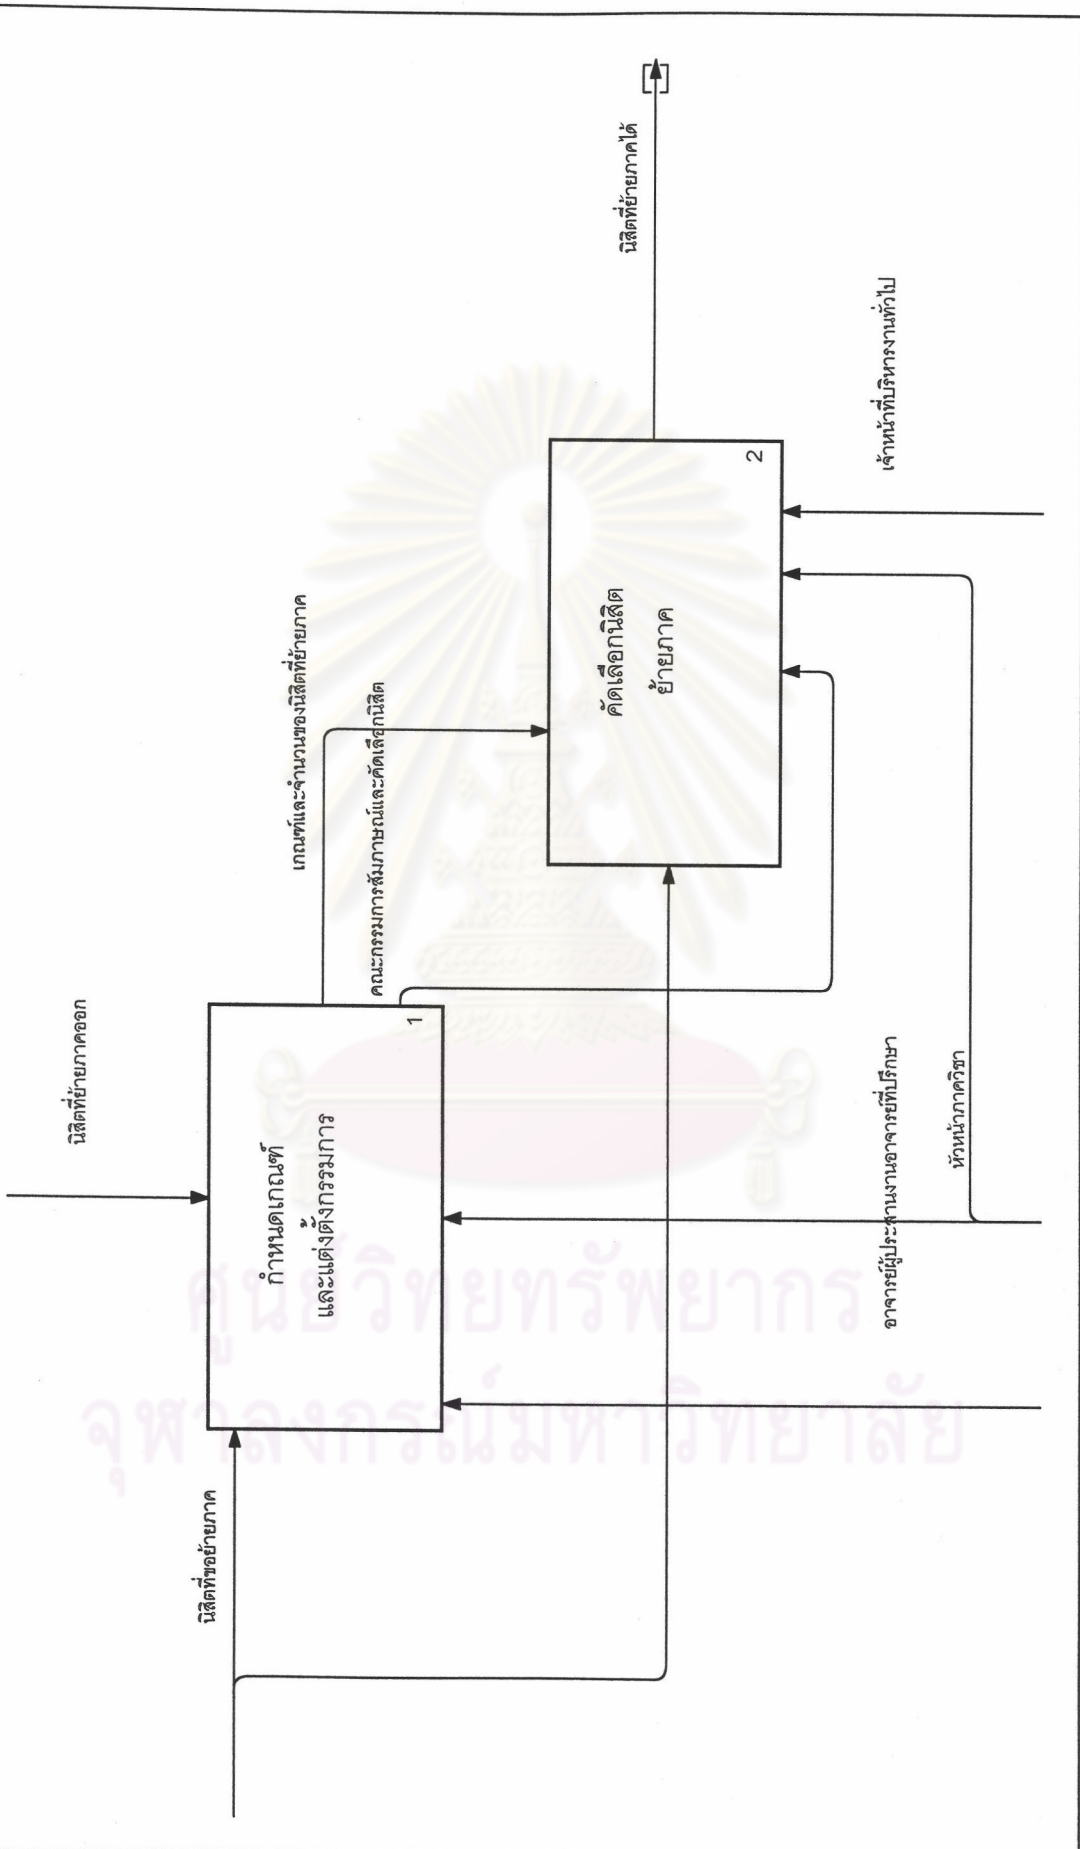 นิสิตที่ย้ายภาคออก
นิสิตที่ขอย้ายภาค
กำหนดเกณฑ์
และแต่งตั้งกรรมการ
1
เกณฑ์และจำนวนของนิสิตที่ย้ายภาค
คณะกรรมการสัมภาษณ์และคัดเลือกนิสิต
คัดเลือกนิสิต
ย้ายภาค
2
นิสิตที่ย้ายภาคได้
เจ้าหน้าที่บริหารงานทั่วไป
อาจารย์ผู้ประสานงานอาจารย์ที่ปรึกษา
หัวหน้าภาควิชา
ศูนย์วิทยทรัพยากร
จุฬาลงกรณ์มหาวิทยาลัย